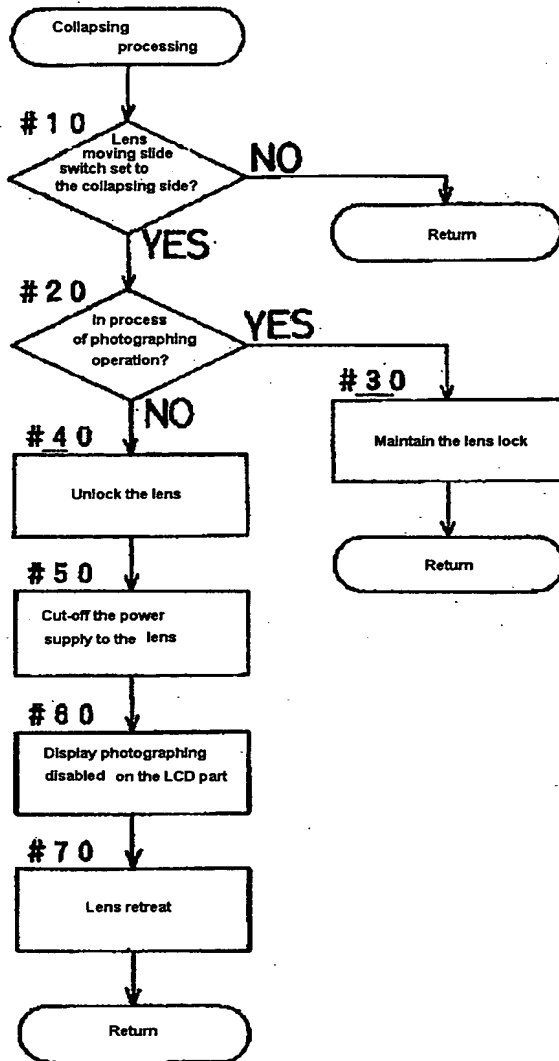 Collapsing
processing
#10
Lens
moving slide
switch set to
the collapsing side?
NO
Return
YES
#20
In process
of photographing
operation?
YES
#30
Maintain the lens lock
Return
NO
#40
Unlock the lens
#50
Cut-off the power
supply to the lens
#60
Display photographing
disabled on the LCD part
#70
Lens retreat
Return